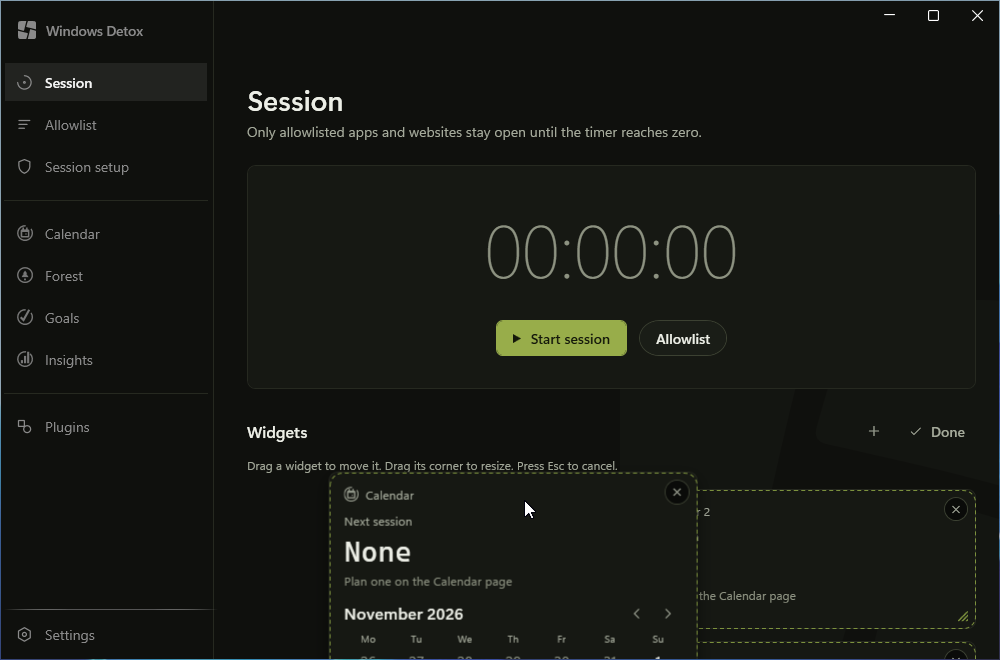 Windows Detox
Session
Allowlist
Session setup
Calendar
Forest
Goals
Insights
Plugins
Settings
Session
Only allowlisted apps and websites stay open until the timer reaches zero.
00:00:00
Start session
Allowlist
Widgets
Done
Drag a widget to move it. Drag its corner to resize. Press Esc to cancel.
Calendar
Next session
None
Plan one on the Calendar page
November 2026
Mo Tu We Th Fr Sa Su
2
the Calendar page